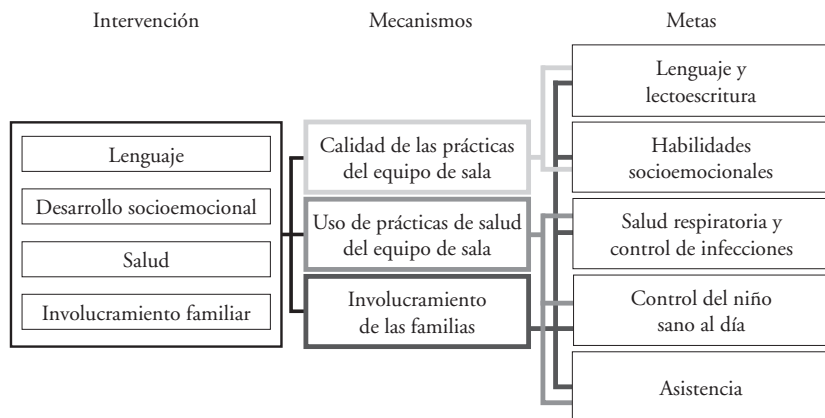 Intervención
Mecanismos
Metas
Lenguaje
Desarrollo socioemocional
Salud
Involucramiento familiar
Calidad de las prácticas
del equipo de sala
Uso de prácticas de salud
del equipo de sala
Involucramiento
de las familias
Lenguaje y
lectoescritura
Habilidades
socioemocionales
Salud respiratoria y
control de infecciones
Control del niño
sano al día
Asistencia